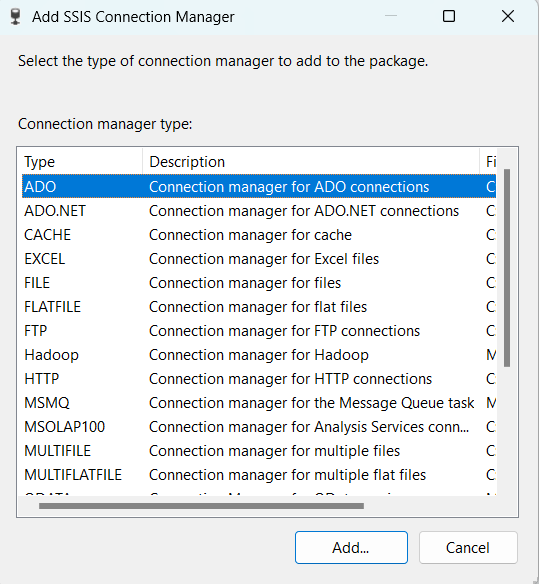 Add SSIS Connection Manager
Select the type of connection manager to add to the package.
Connection manager type:
Type Description Fi
ADO Connection manager for ADO connections C
ADO.NET Connection manager for ADO.NET connections C
CACHE Connection manager for cache C
EXCEL Connection manager for Excel files C
FILE Connection manager for files C
FLATFILE Connection manager for flat files C
FTP Connection manager for FTP connections C
Hadoop Connection manager for Hadoop M
HTTP Connection manager for HTTP connections C
MSMQ Connection manager for the Message Queue task M
MSOLAP100 Connection manager for Analysis Services conn... C
MULTIFILE Connection manager for multiple files C
MULTIFLATFILE Connection manager for multiple flat files C
Add... Cancel